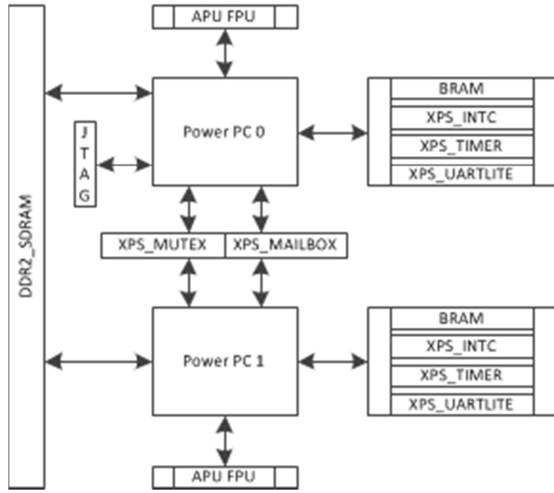 APU FPU
Power PC 0
JTAG
BRAM
XPS_INTC
XPS_TIMER
XPS_UARTLITE
XPS_MUTEX
XPS_MAILBOX
DDR2_SDRAM
Power PC 1
BRAM
XPS_INTC
XPS_TIMER
XPS_UARTLITE
APU FPU